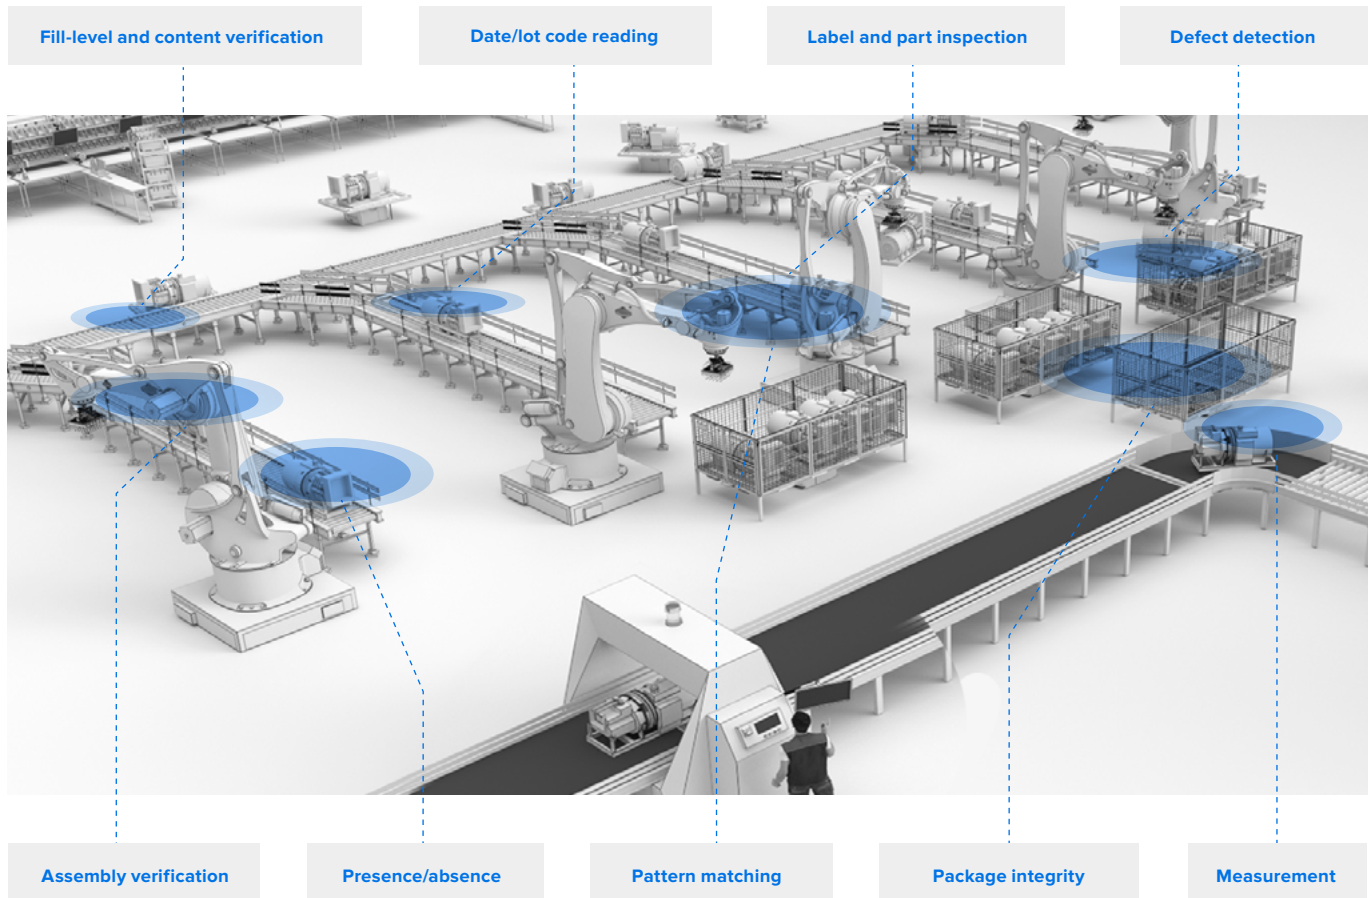 Fill-level and content verification
Date/lot code reading
Label and part inspection
Defect detection
Assembly verification
Presence/absence
Pattern matching
Package integrity
Measurement